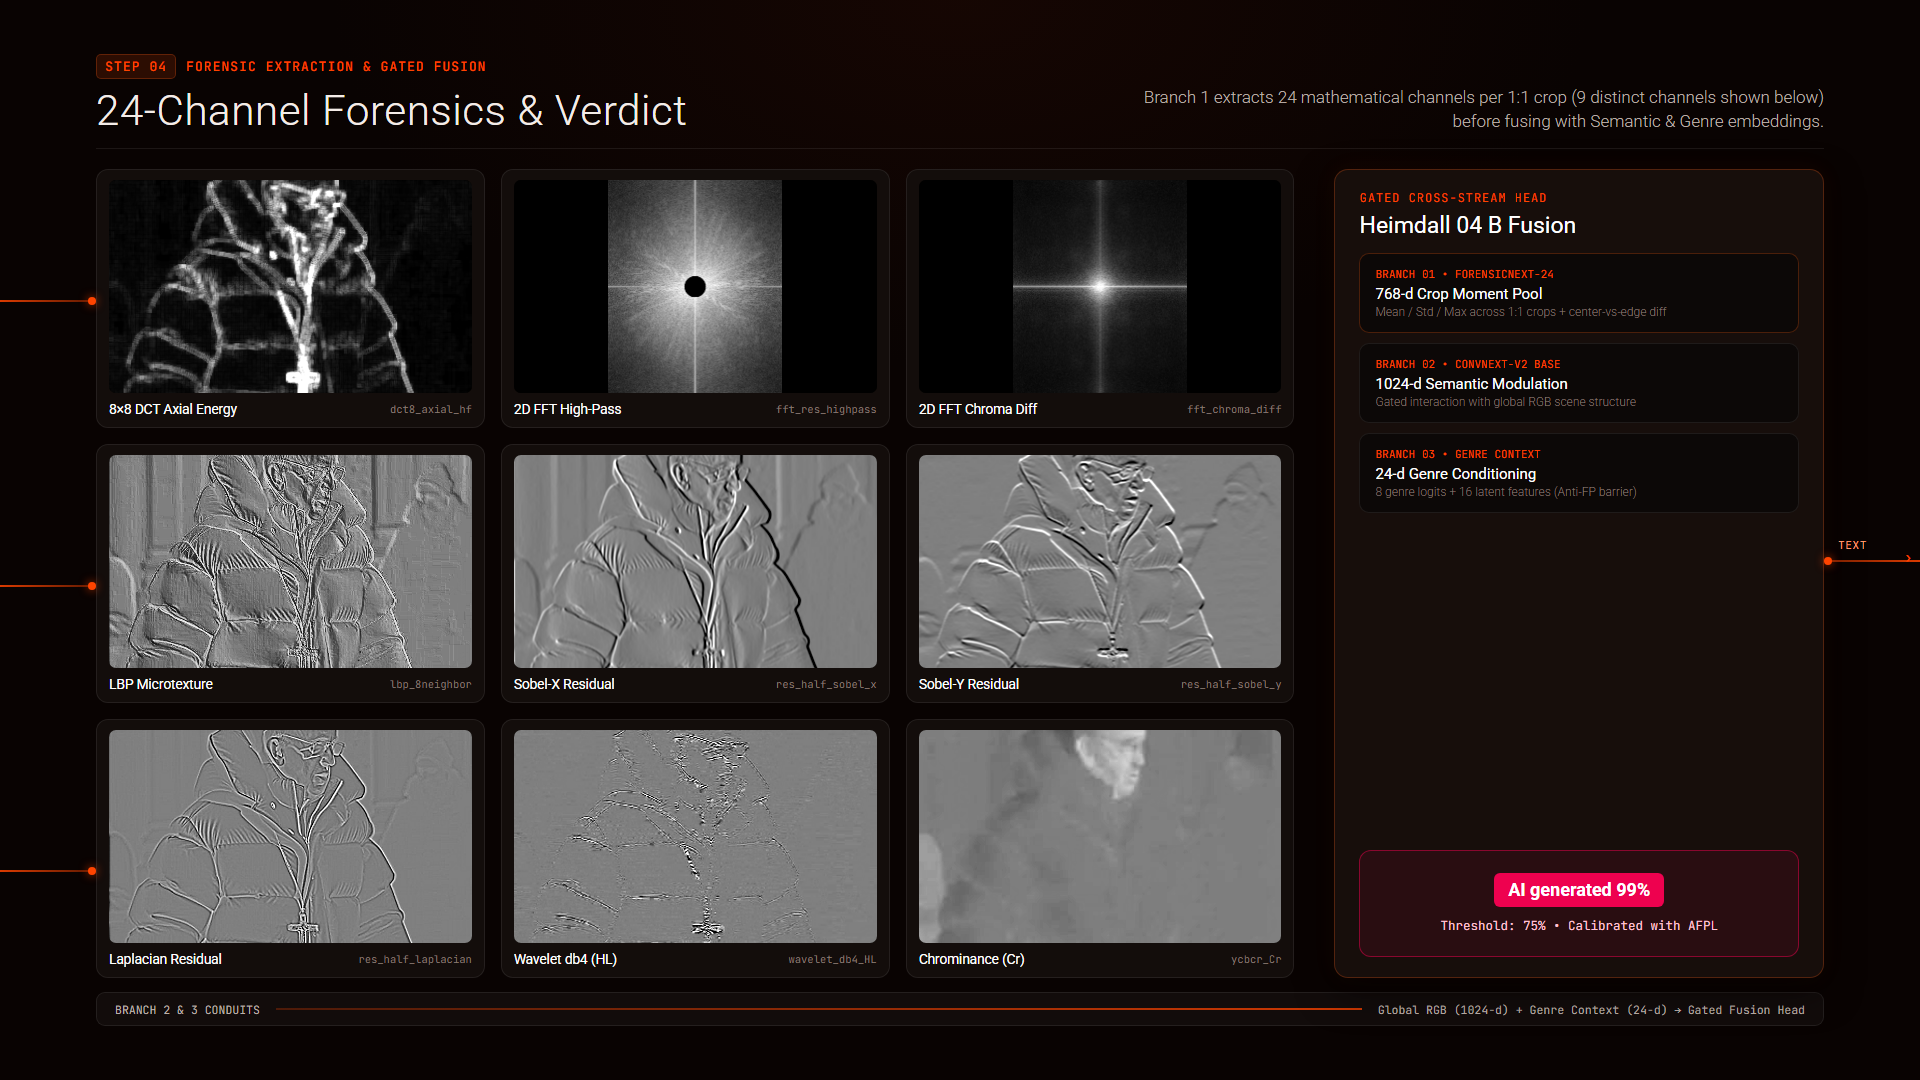 STEP 04 FORENSIC EXTRACTION & GATED FUSION
24-Channel Forensics & Verdict
Branch 1 extracts 24 mathematical channels per 1:1 crop (9 distinct channels shown below)
before fusing with Semantic & Genre embeddings.
8×8 DCT Axial Energy dct8_axial_hf
2D FFT High-Pass fft_res_highpass
2D FFT Chroma Diff fft_chroma_diff
LBP Microtexture lbp_8neighbor
Sobel-X Residual res_half_sobel_x
Sobel-Y Residual res_half_sobel_y
Laplacian Residual res_half_laplacian
Wavelet db4 (HL) wavelet_db4_HL
Chrominance (Cr) ycbcr_Cr
GATED CROSS-STREAM HEAD
Heimdall 04 B Fusion
BRANCH 01 • FORENSICNEXT-24
768-d Crop Moment Pool
Mean / Std / Max across 1:1 crops + center-vs-edge diff
BRANCH 02 • CONVNEXT-V2 BASE
1024-d Semantic Modulation
Gated interaction with global RGB scene structure
BRANCH 03 • GENRE CONTEXT
24-d Genre Conditioning
8 genre logits + 16 latent features (Anti-FP barrier)
AI generated 99%
Threshold: 75% • Calibrated with AFPL
TEXT
BRANCH 2 & 3 CONDUITS
Global RGB (1024-d) + Genre Context (24-d) → Gated Fusion Head